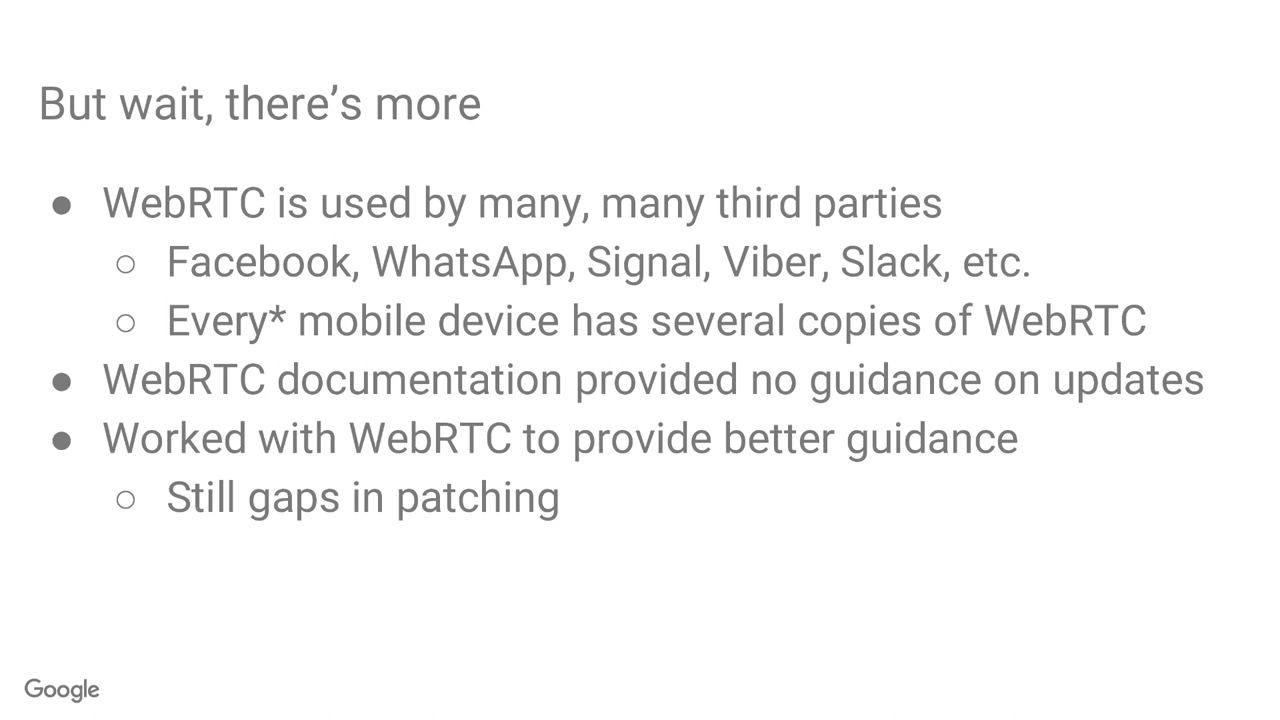 But wait, there’s more
● WebRTC is used by many, many third parties
○ Facebook, WhatsApp, Signal, Viber, Slack, etc.
○ Every* mobile device has several copies of WebRTC
● WebRTC documentation provided no guidance on updates
● Worked with WebRTC to provide better guidance
○ Still gaps in patching
Google